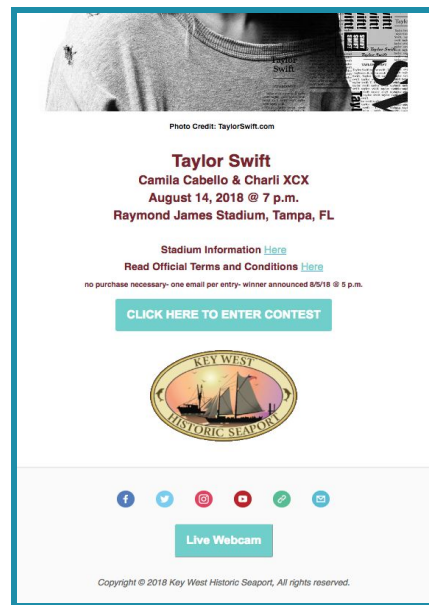 Taylor
Swift
Photo Credit: TaylorSwift.com
Taylor Swift
Camila Cabello & Charli XCX
August 14, 2018 @ 7 p.m.
Raymond James Stadium, Tampa, FL
Stadium Information Here
Read Official Terms and Conditions Here
no purchase necessary- one email per entry- winner announced 8/5/18 @ 5 p.m.
CLICK HERE TO ENTER CONTEST
KEY WEST
HISTORIC SEAPORT
Live Webcam
Copyright © 2018 Key West Historic Seaport, All rights reserved.